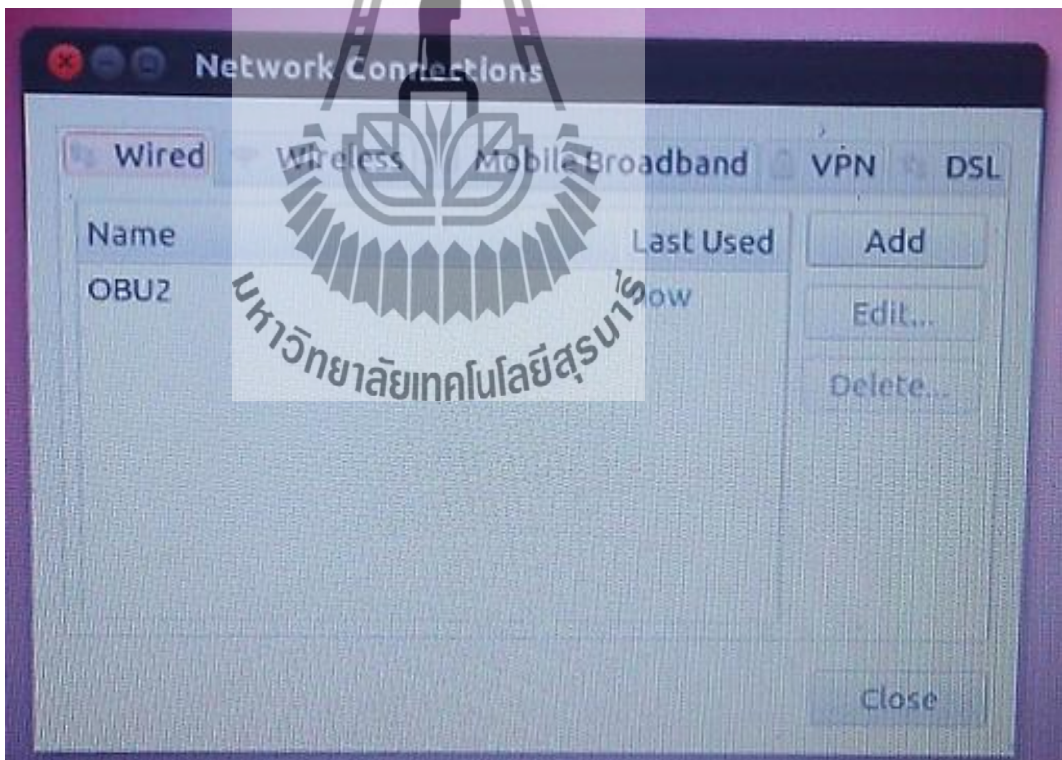 Network Connections
Wired Wireless Mobile Broadband VPN DSL
Name Last Used Add
OBU2 now Edit...
มหาวิทยาลัยเทคโนโลยีสุรนารี
Delete...
Close